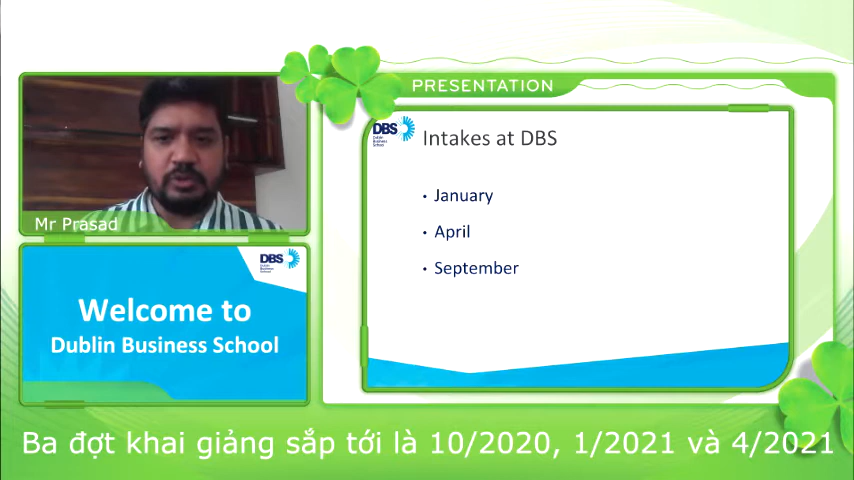 PRESENTATION
Mr Prasad
DBS
Dublin
Business
School
Welcome to
Dublin Business School
DBS
Dublin
Business
School
Intakes at DBS
• January
• April
• September
Ba đợt khai giảng sắp tới là 10/2020, 1/2021 và 4/2021